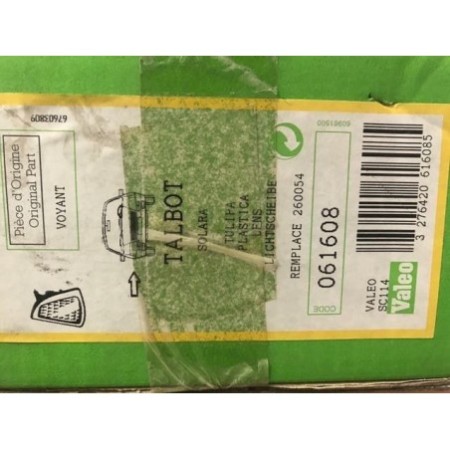 Pièce d'Origine
Original Part
VOYANT
67603809
TALBOT
SOLARA
TULIPA
PLASTICA
LENS
LICHTSCHEIBE
REMPLACE 260054
CODE
061608
3 276420 616085
VALEO
SC114
Valeo